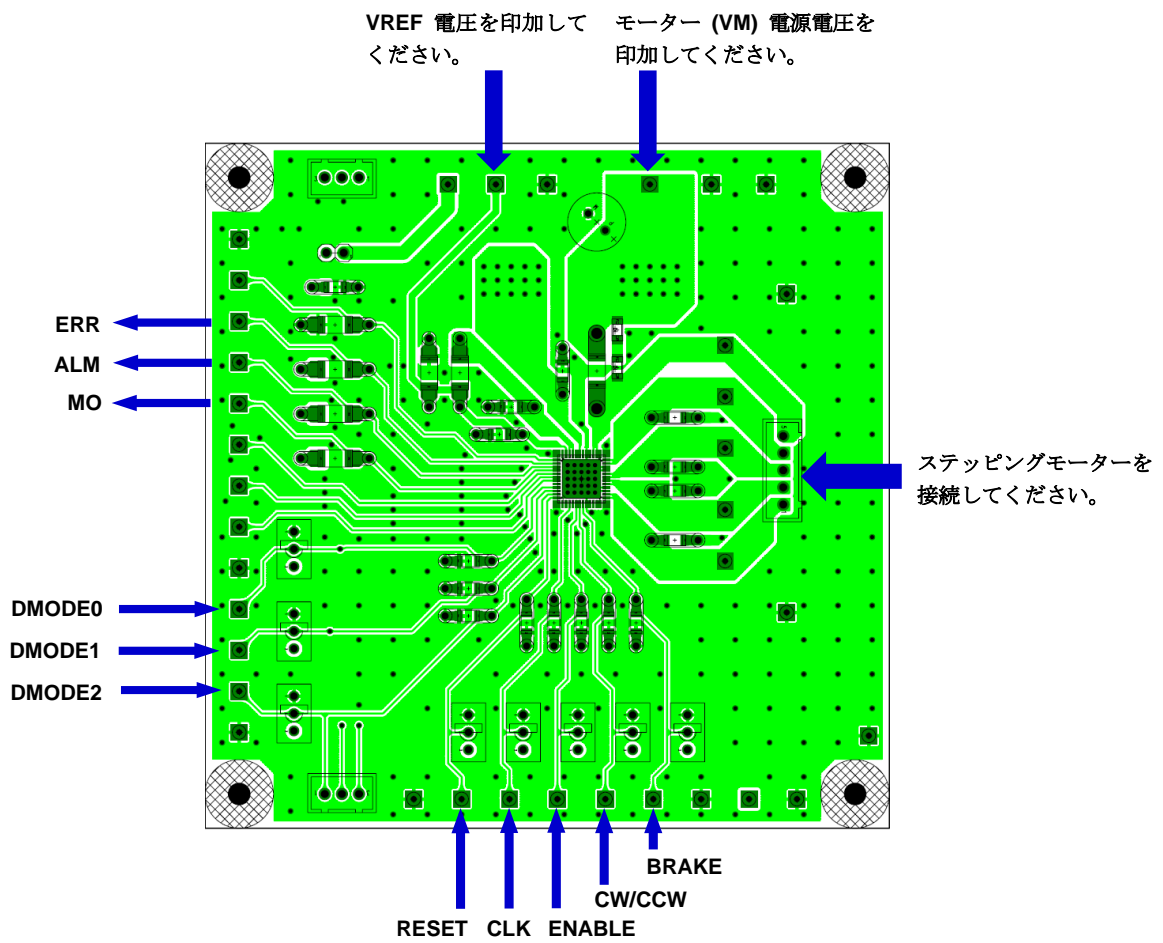 VREF 電圧を印加して
ください。
モーター (VM) 電源電圧を
印加してください。
ERR
ALM
MO
ステッピングモーターを
接続してください。
DMODE0
DMODE1
DMODE2
BRAKE
CW/CCW
RESET CLK ENABLE